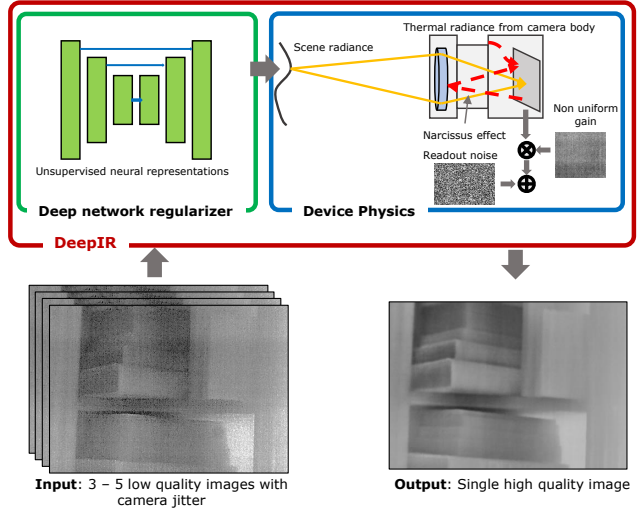 Thermal radiance from camera body
Scene radiance
Non uniform
gain
Narcissus effect
Readout noise
Unsupervised neural representations
Deep network regularizer
Device Physics
DeepIR
Input: 3 – 5 low quality images with
camera jitter
Output: Single high quality image